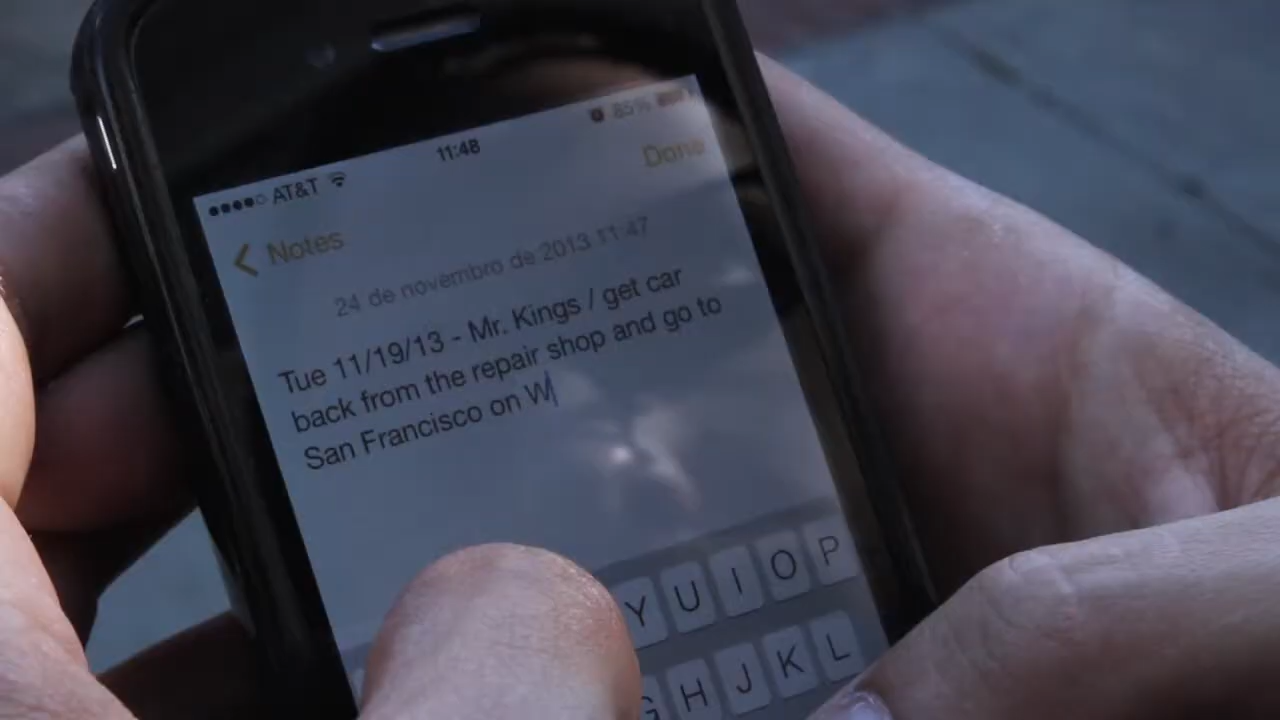 11:48
85%
AT&T
Done
Notes
24 de novembro de 2013 11:47
Tue 11/19/13 - Mr. Kings / get car
back from the repair shop and go to
San Francisco on W
Y U I O P
G H J K L